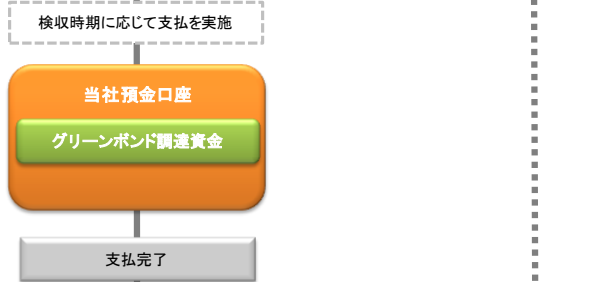 検収時期に応じて支払を実施
当社預金口座
グリーンボンド調達資金
支払完了